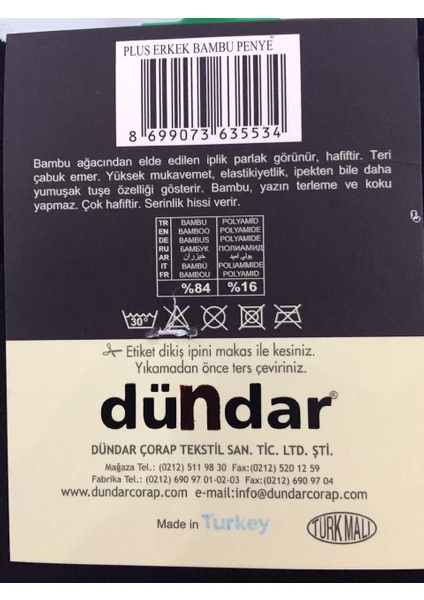 PLUS ERKEK BAMBU PENYE
8 699073 635534
Bambu ağacından elde edilen iplik parlak görünür, hafiftir. Teri
çabuk emer. Yüksek mukavemet, elastikiyetlik, ipekten bile daha
yumuşak tuşe özelliği gösterir. Bambu, yazın terleme ve koku
yapmaz. Çok hafiftir. Serinlik hissi verir.
TR BAMBU POLYAMİD
EN BAMBOO POLYAMIDE
DE BAMBUS POLYAMIDE
RU БАМБУК ПОЛИАМИД
AR خيزران بولي اميد
IT BAMBÙ POLIAMMIDE
FR BAMBOU POLYAMID
%84 %16
30°
Etiket dikiş ipini makas ile kesiniz.
Yıkamadan önce ters çeviriniz.
dündar®
DÜNDAR ÇORAP TEKSTİL SAN. TİC. LTD. ŞTİ.
Mağaza Tel.: (0212) 511 98 30 Fax:(0212) 520 12 59
Fabrika Tel.: (0212) 690 97 01-02-03 Fax:(0212) 690 97 04
www.dundarcorap.com e-mail:info@dundarcorap.com
Made in Turkey
TÜRK MALI